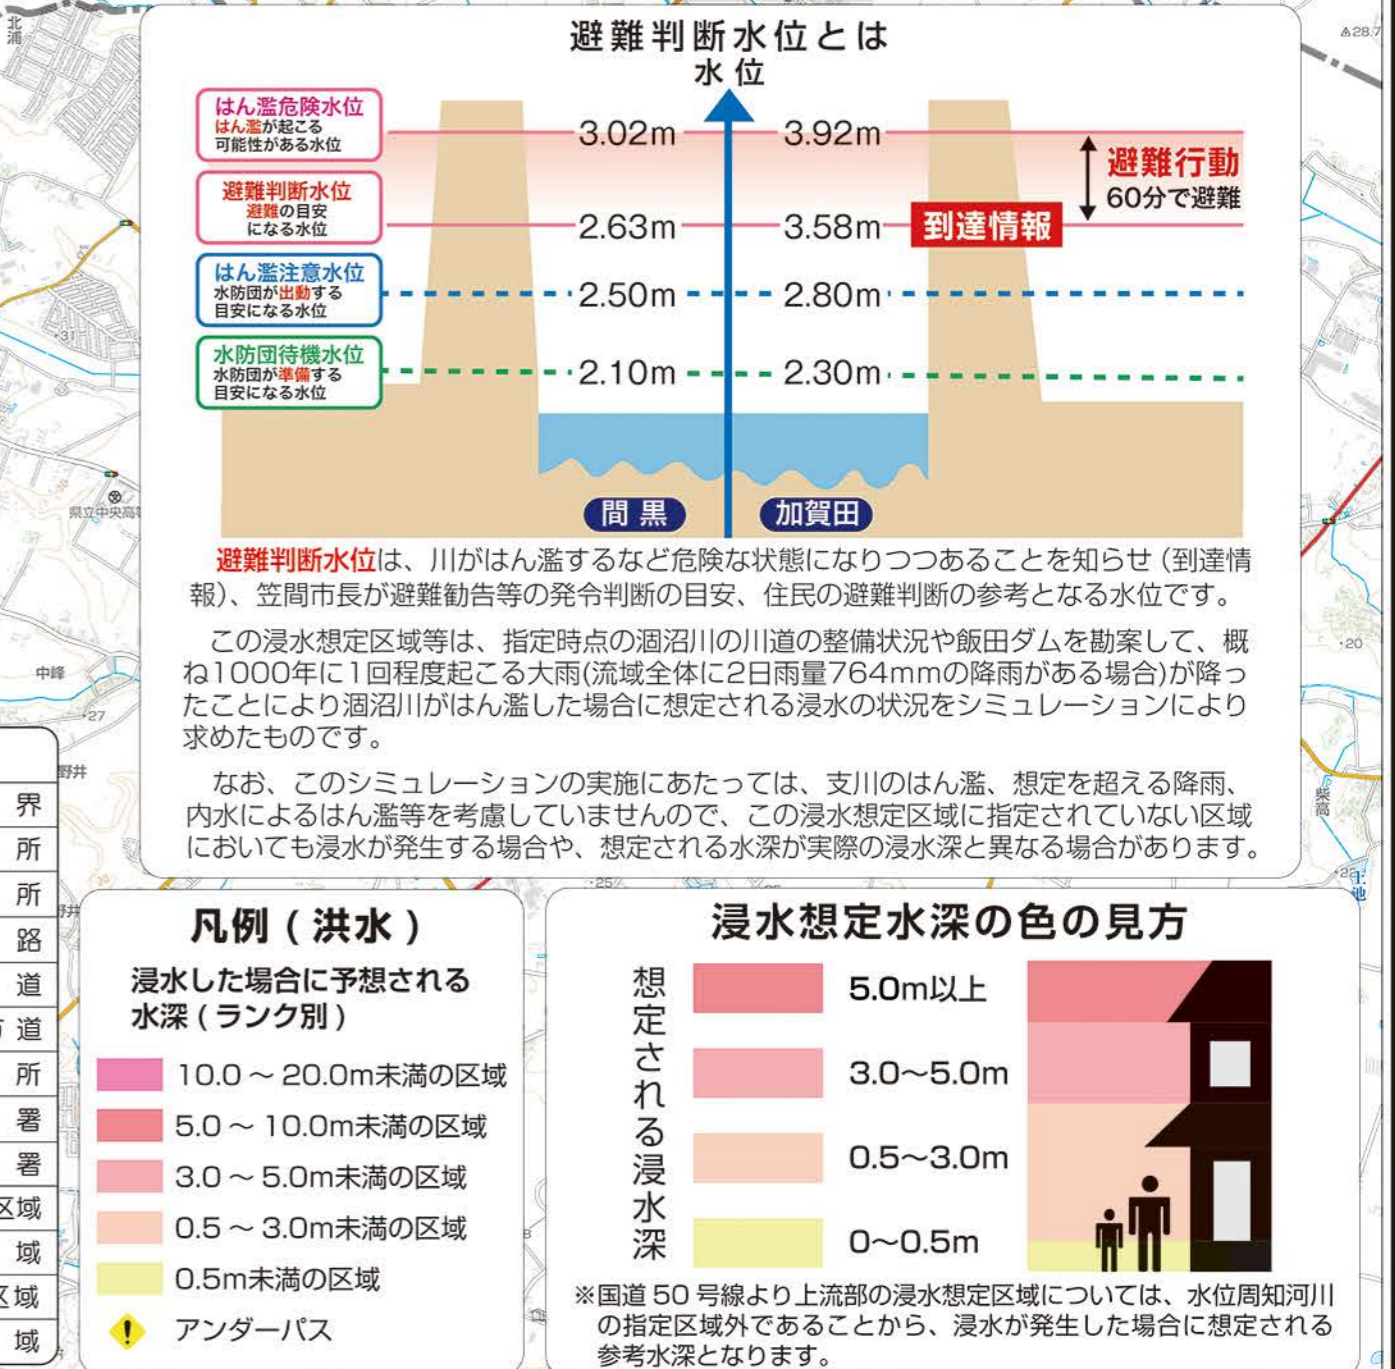 北浦
28.7
避難判断水位とは
水位
はん濫危険水位
はん濫が起こる
可能性がある水位
3.02m
3.92m
避難行動
60分で避難
避難判断水位
避難の目安
になる水位
2.63m
3.58m
到達情報
はん濫注意水位
水防団が出動する
目安になる水位
2.50m
2.80m
水防団待機水位
水防団が準備する
目安になる水位
2.10m
2.30m
間黒
加賀田
31
県立中央高等
避難判断水位は、川がはん濫するなど危険な状態になりつつあることを知らせ(到達情
報)、笠間市長が避難勧告等の発令判断の目安、住民の避難判断の参考となる水位です。
この浸水想定区域等は、指定時点の涸沼川の川道の整備状況や飯田ダムを勘案して、概
ね1000年に1回程度起こる大雨(流域全体に2日雨量764mmの降雨がある場合)が降っ
たことにより涸沼川がはん濫した場合に想定される浸水の状況をシミュレーションにより
求めたものです。
なお、このシミュレーションの実施にあたっては、支川のはん濫、想定を超える降雨、
内水によるはん濫等を考慮していませんので、この浸水想定区域に指定されていない区域
においても浸水が発生する場合や、想定される水深が実際の浸水深と異なる場合があります。
中峰
27
20
野井
柴高
25
上池
界
所
所
路
道
道
所
署
署
区域
域
区域
域
凡例(洪水)
浸水した場合に予想される
水深(ランク別)
10.0～20.0m未満の区域
5.0～10.0m未満の区域
3.0～5.0m未満の区域
0.5～3.0m未満の区域
0.5m未満の区域
アンダーパス
浸水想定水深の色の見方
想定される浸水深
5.0m以上
3.0～5.0m
0.5～3.0m
0～0.5m
※国道50号線より上流部の浸水想定区域については、水位周知河川
の指定区域外であることから、浸水が発生した場合に想定される
参考水深となります。